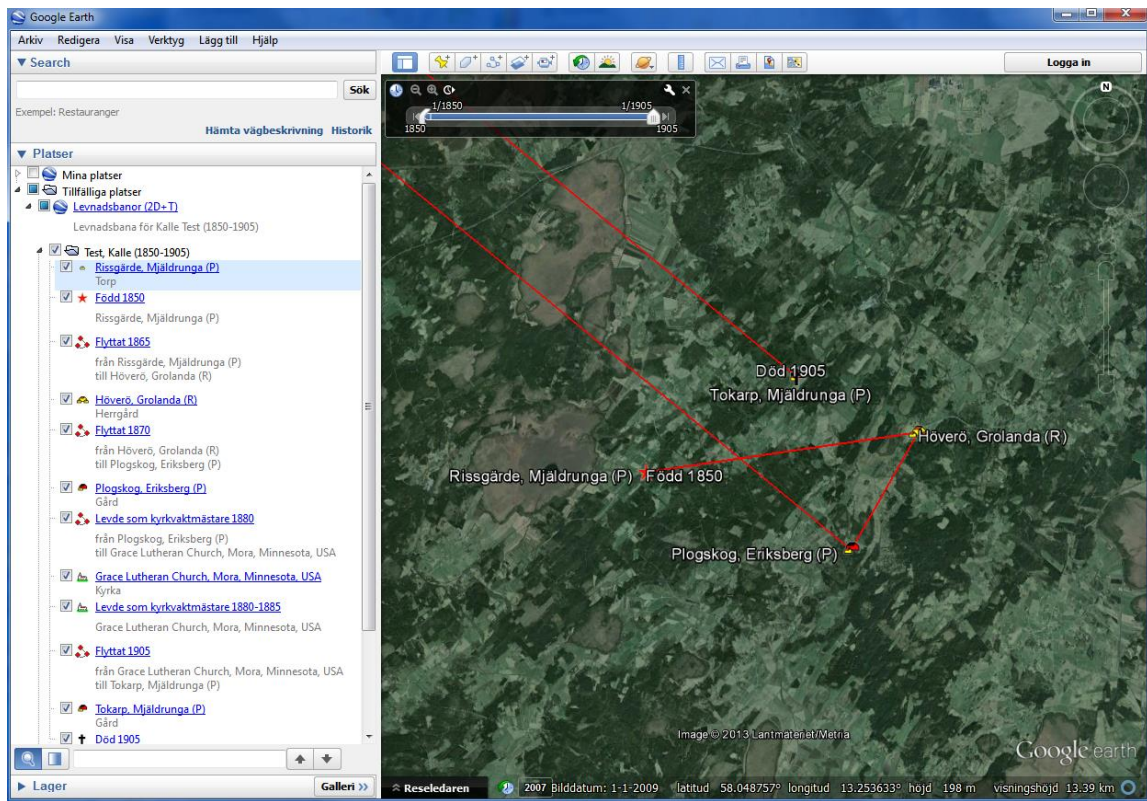 Google Earth
Arkiv Redigera Visa Verktyg Lägg till Hjälp
Search
Sök
Exempel: Restauranger
Hämta vägbeskrivning Historik
Platser
Mina platser
Tillfälliga platser
Levnadsbanor (2D+T)
Levnadsbana för Kalle Test (1850-1905)
Test, Kalle (1850-1905)
Rissgärde, Mjäldrunga (P)
Torp
Född 1850
Rissgärde, Mjäldrunga (P)
Flyttat 1865
från Rissgärde, Mjäldrunga (P)
till Höverö, Grolanda (R)
Höverö, Grolanda (R)
Herrgård
Flyttat 1870
från Höverö, Grolanda (R)
till Plogskog, Eriksberg (P)
Plogskog, Eriksberg (P)
Gård
Levde som kyrkvaktmästare 1880
från Plogskog, Eriksberg (P)
till Grace Lutheran Church, Mora, Minnesota, USA
Grace Lutheran Church, Mora, Minnesota, USA
Kyrka
Levde som kyrkvaktmästare 1880-1885
Grace Lutheran Church, Mora, Minnesota, USA
Flyttat 1905
från Grace Lutheran Church, Mora, Minnesota, USA
till Tokarp, Mjäldrunga (P)
Tokarp, Mjäldrunga (P)
Gård
Död 1905
Lager
Galleri >>
Logga in
1/1850 1/1905
1850 1905
N
Död 1905
Tokarp, Mjäldrunga (P)
Höverö, Grolanda (R)
Rissgärde, Mjäldrunga (P) Född 1850
Plogskog, Eriksberg (P)
Image © 2013 Lantmäteriet/Metria
Google earth
Reseledaren 2007 Bilddatum: 1-1-2009 latitud 58.048757° longitud 13.253633° höjd 198 m visningshöjd 13.39 km